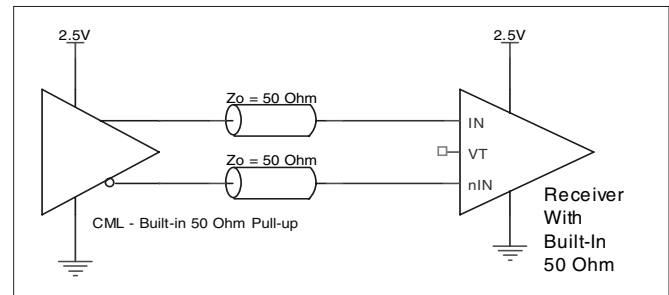 2.5V
2.5V
Zo = 50 Ohm
IN
VT
Zo = 50 Ohm
nIN
CML - Built-in 50 Ohm Pull-up
Receiver
With
Built-In
50 Ohm